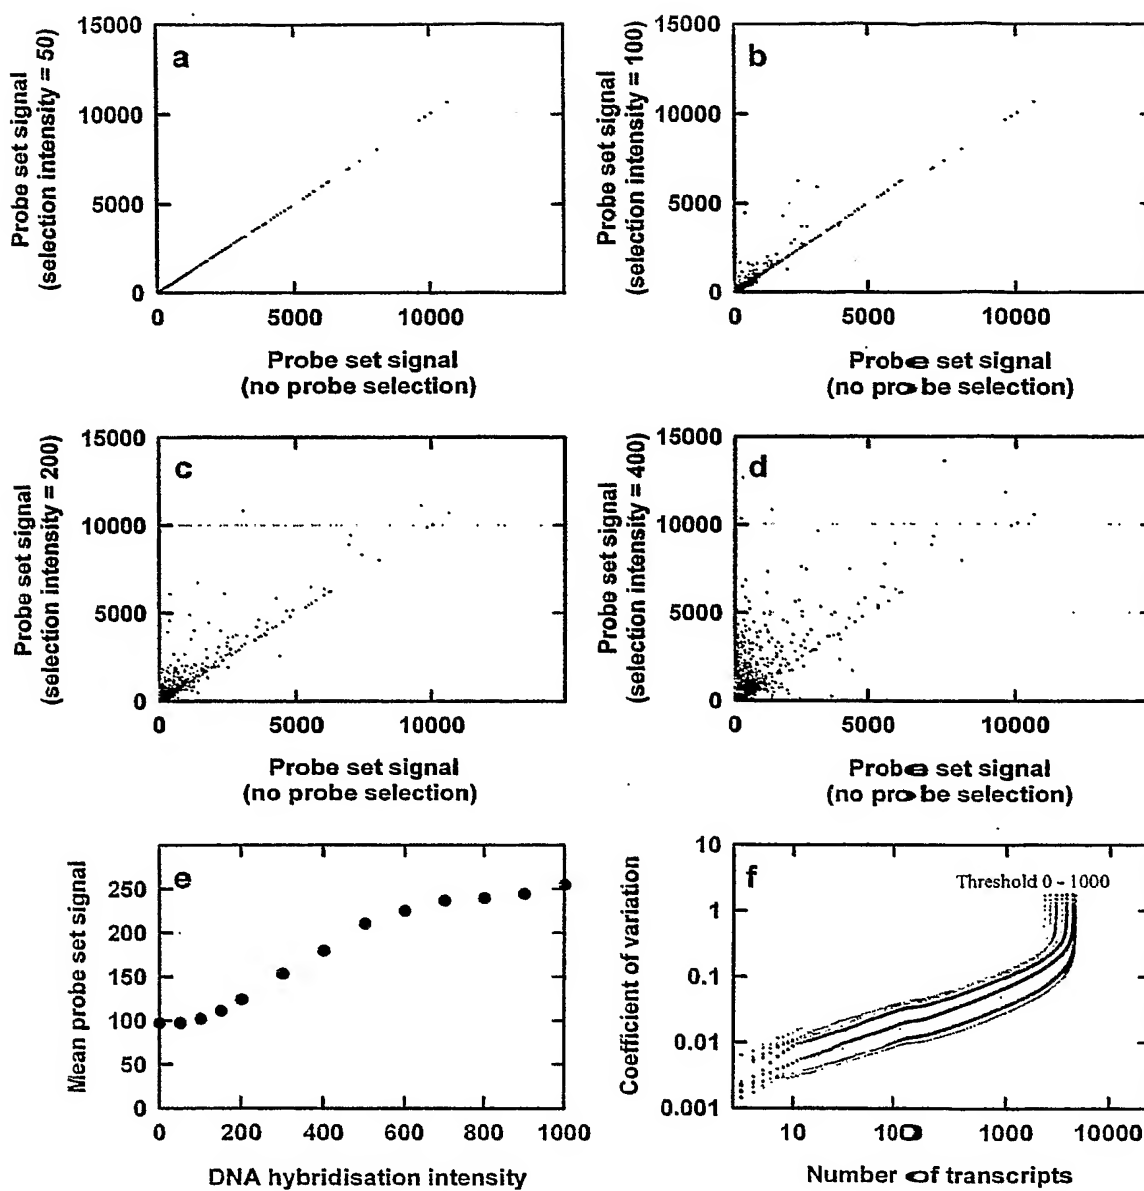 15000
a
10000
5000
0
Probe set signal
(selection intensity = 50)
0 5000 10000
Probe set signal
(no probe selection)
15000
b
10000
5000
0
Probe set signal
(selection intensity = 100)
0 5000 10000
Probe set signal
(no probe selection)
15000
c
10000
5000
0
Probe set signal
(selection intensity = 200)
0 5000 10000
Probe set signal
(no probe selection)
15000
d
10000
5000
0
Probe set signal
(selection intensity = 400)
0 5000 10000
Probe set signal
(no probe selection)
e
250
200
150
100
50
0
Mean probe set signal
0 200 400 600 800 1000
DNA hybridisation intensity
10
f
Threshold 0 - 1000
1
0.1
0.01
0.001
Coefficient of variation
10 100 1000 10000
Number of transcripts